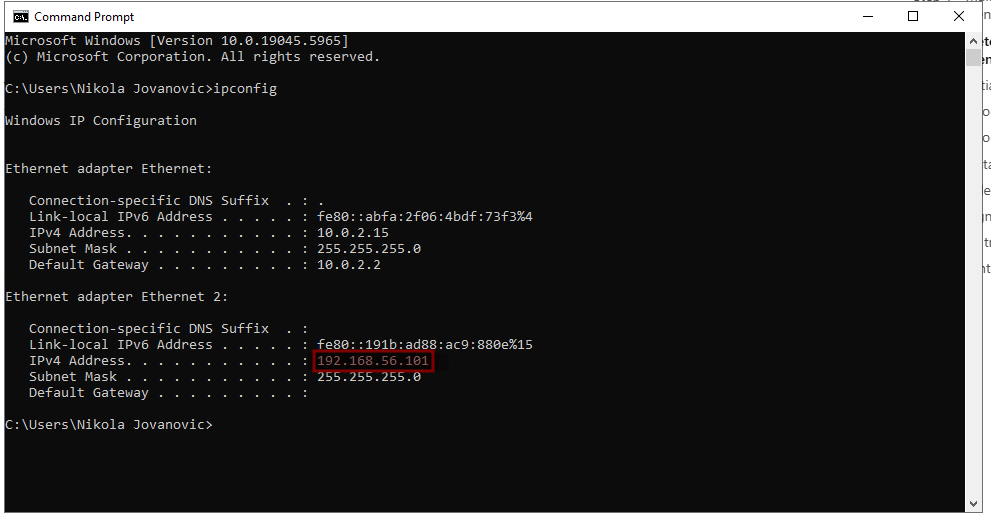 Command Prompt
Microsoft Windows [Version 10.0.19045.5965]
(c) Microsoft Corporation. All rights reserved.
C:\Users\Nikola Jovanovic>ipconfig
Windows IP Configuration
Ethernet adapter Ethernet:
Connection-specific DNS Suffix  . : .
Link-local IPv6 Address . . . . . : fe80::abfa:2f06:4bdf:73f3%4
IPv4 Address. . . . . . . . . . . : 10.0.2.15
Subnet Mask . . . . . . . . . . . : 255.255.255.0
Default Gateway . . . . . . . . . : 10.0.2.2
Ethernet adapter Ethernet 2:
Connection-specific DNS Suffix  . :
Link-local IPv6 Address . . . . . : fe80::191b:ad88:ac9:880e%15
IPv4 Address. . . . . . . . . . . : 192.168.56.101
Subnet Mask . . . . . . . . . . . : 255.255.255.0
Default Gateway . . . . . . . . . :
C:\Users\Nikola Jovanovic>